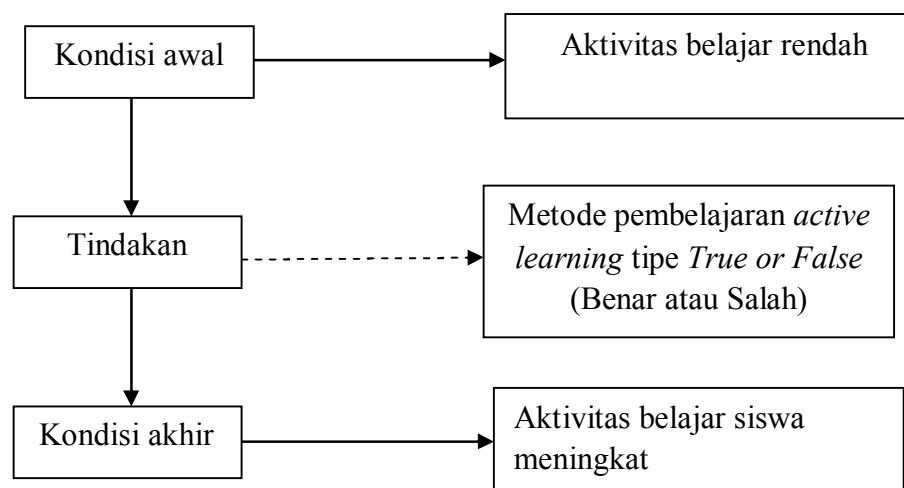 Kondisi awal
Aktivitas belajar rendah
Tindakan
Metode pembelajaran active
learning tipe True or False
(Benar atau Salah)
Kondisi akhir
Aktivitas belajar siswa
meningkat